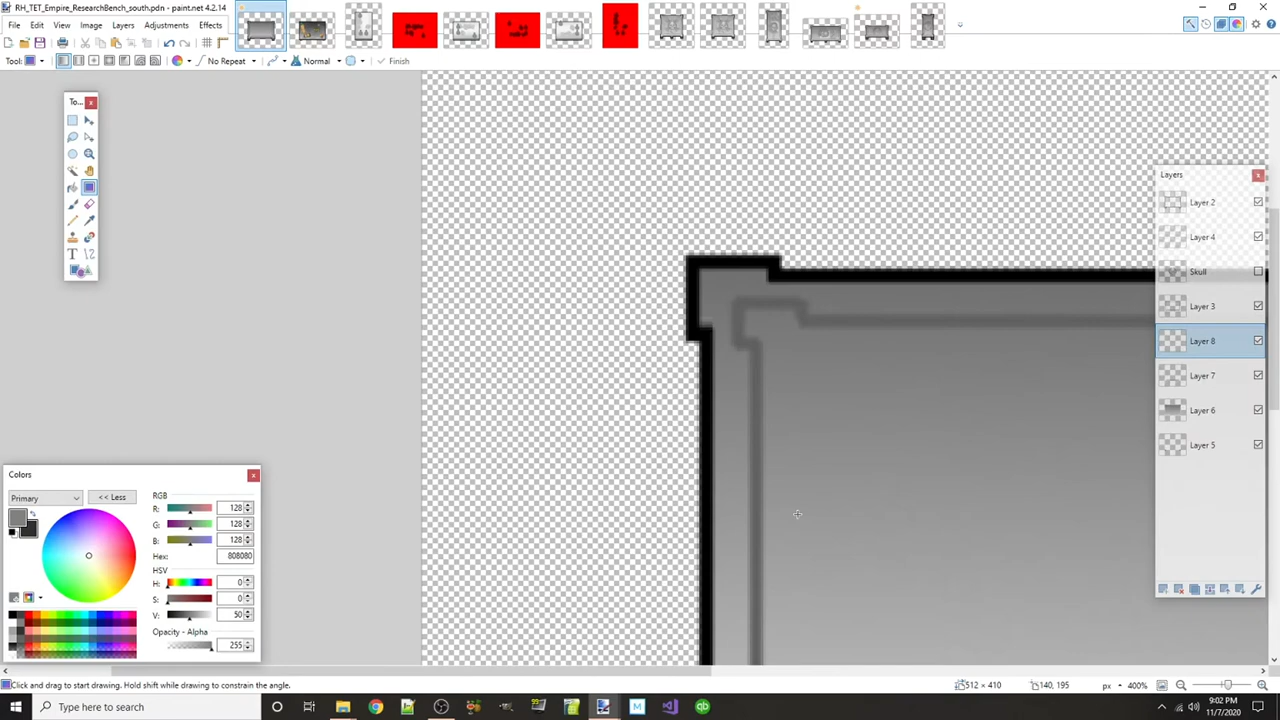 RH_TET_Empire_ResearchBench_south.pdn - paint.net 4.2.14
File Edit View Image Layers Adjustments Effects
Tool: No Repeat Normal Finish
To...
T
Layers
Layer 2
Layer 4
Skull
Layer 3
Layer 8
Layer 7
Layer 6
Layer 5
Colors
Primary
<< Less
RGB
R: 128
G: 128
B: 128
Hex: 808080
HSV
H: 0
S: 0
V: 50
Opacity - Alpha
255
Click and drag to start drawing. Hold shift while drawing to constrain the angle.
512 × 410
140, 195
px
400%
Type here to search
M
qb
9:02 PM
11/7/2020